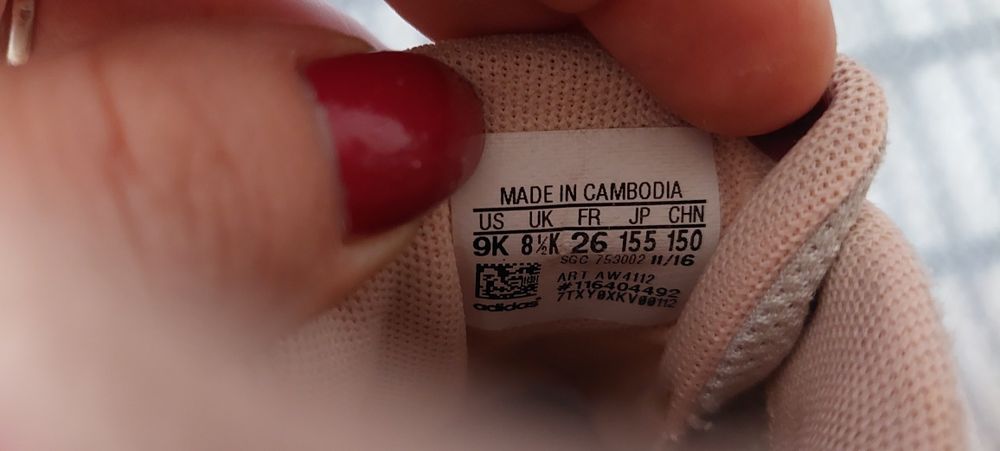 MADE IN CAMBODIA
US UK FR JP CHN
9K 8½K 26 155 150
SGC 753002 11/16
ART AW4112
#116404492
7TXY0XKV00112
adidas